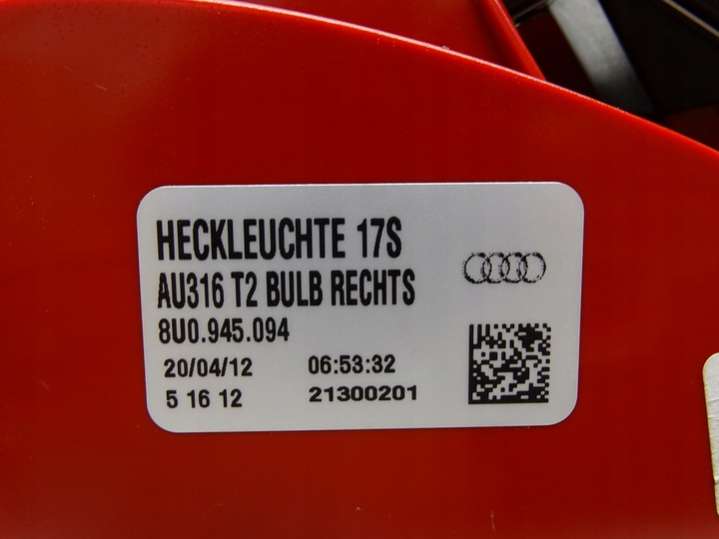 HECKLEUCHTE 17S
AU316 T2 BULB RECHTS
8U0.945.094
20/04/12 06:53:32
5 16 12 21300201